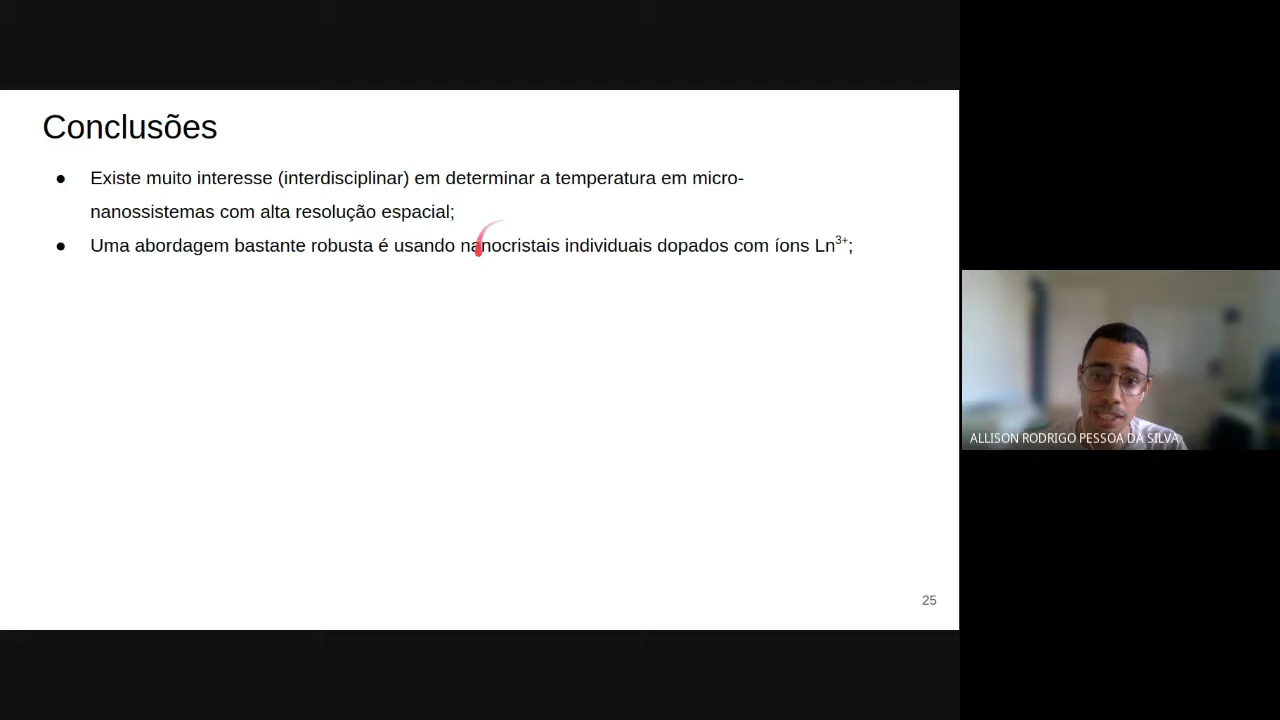 Conclusões
● Existe muito interesse (interdisciplinar) em determinar a temperatura em micro-
nanossistemas com alta resolução espacial;
● Uma abordagem bastante robusta é usando nanocristais individuais dopados com íons Ln³⁺;
ALLISON RODRIGO PESSOA DA SILVA
25